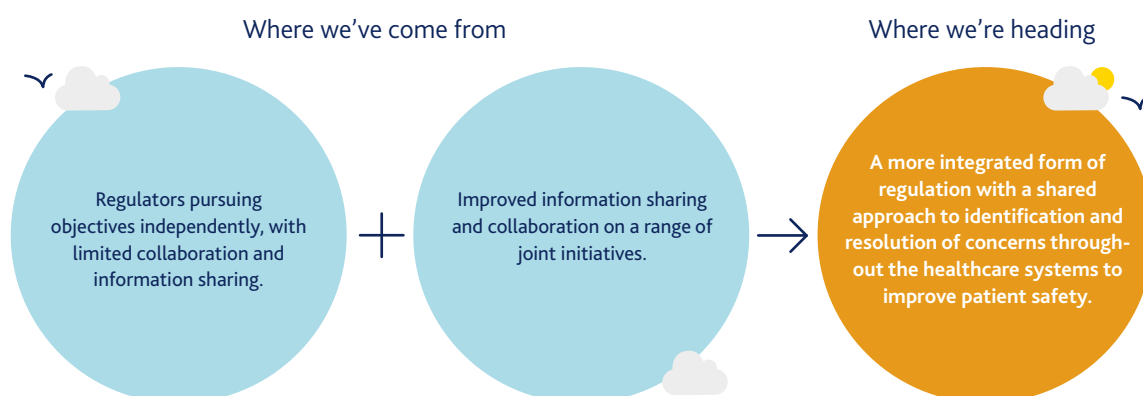 Where we've come from
Where we're heading
Regulators pursuing
objectives independently, with
limited collaboration and
information sharing.
Improved information sharing
and collaboration on a range of
joint initiatives.
A more integrated form of
regulation with a shared
approach to identification and
resolution of concerns through-
out the healthcare systems to
improve patient safety.